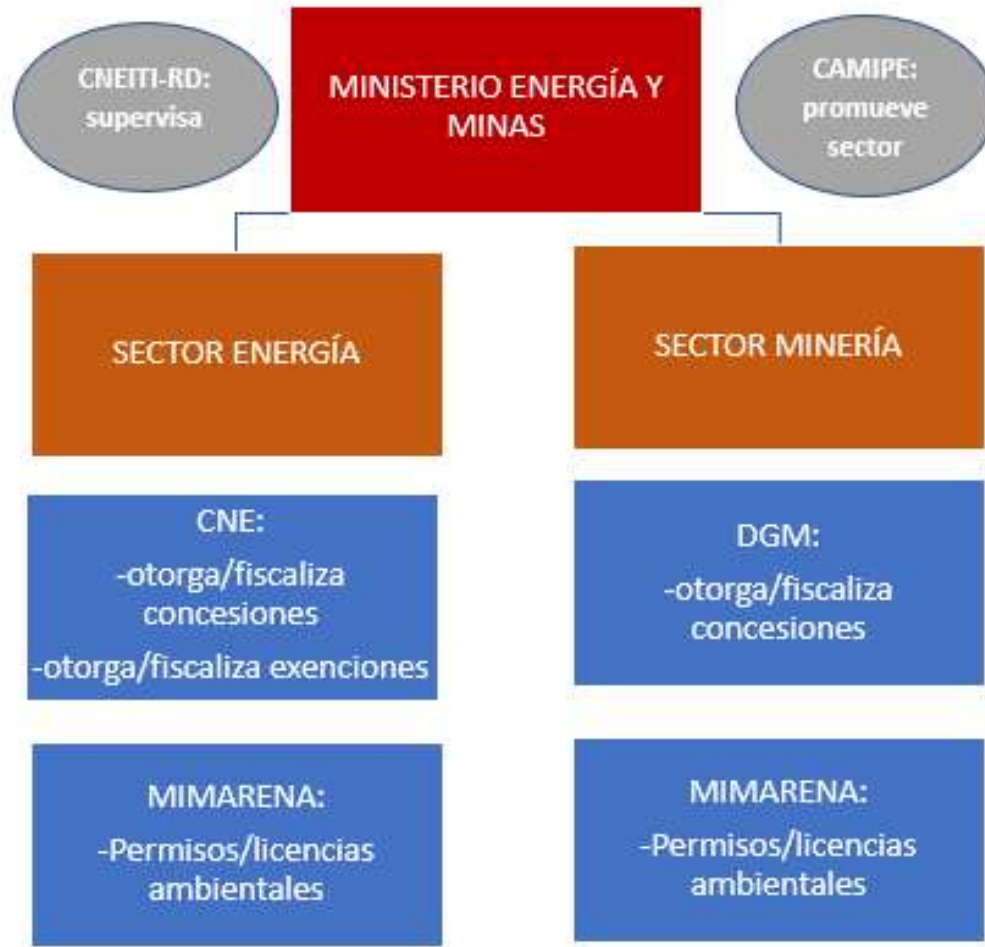 CNEITI-RD:
supervisa
MINISTERIO ENERGÍA Y
MINAS
CAMIPE:
promueve
sector
SECTOR ENERGÍA
SECTOR MINERÍA
CNE:
-otorga/fiscaliza
concesiones
-otorga/fiscaliza exenciones
DGM:
-otorga/fiscaliza
concesiones
MIMARENA:
-Permisos/licencias
ambientales
MIMARENA:
-Permisos/licencias
ambientales